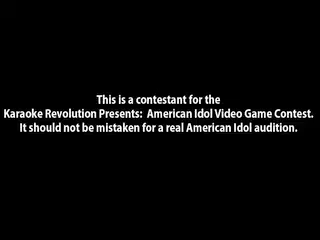 This is a contestant for the
Karaoke Revolution Presents: American Idol Video Game Contest.
It should not be mistaken for a real American Idol audition.